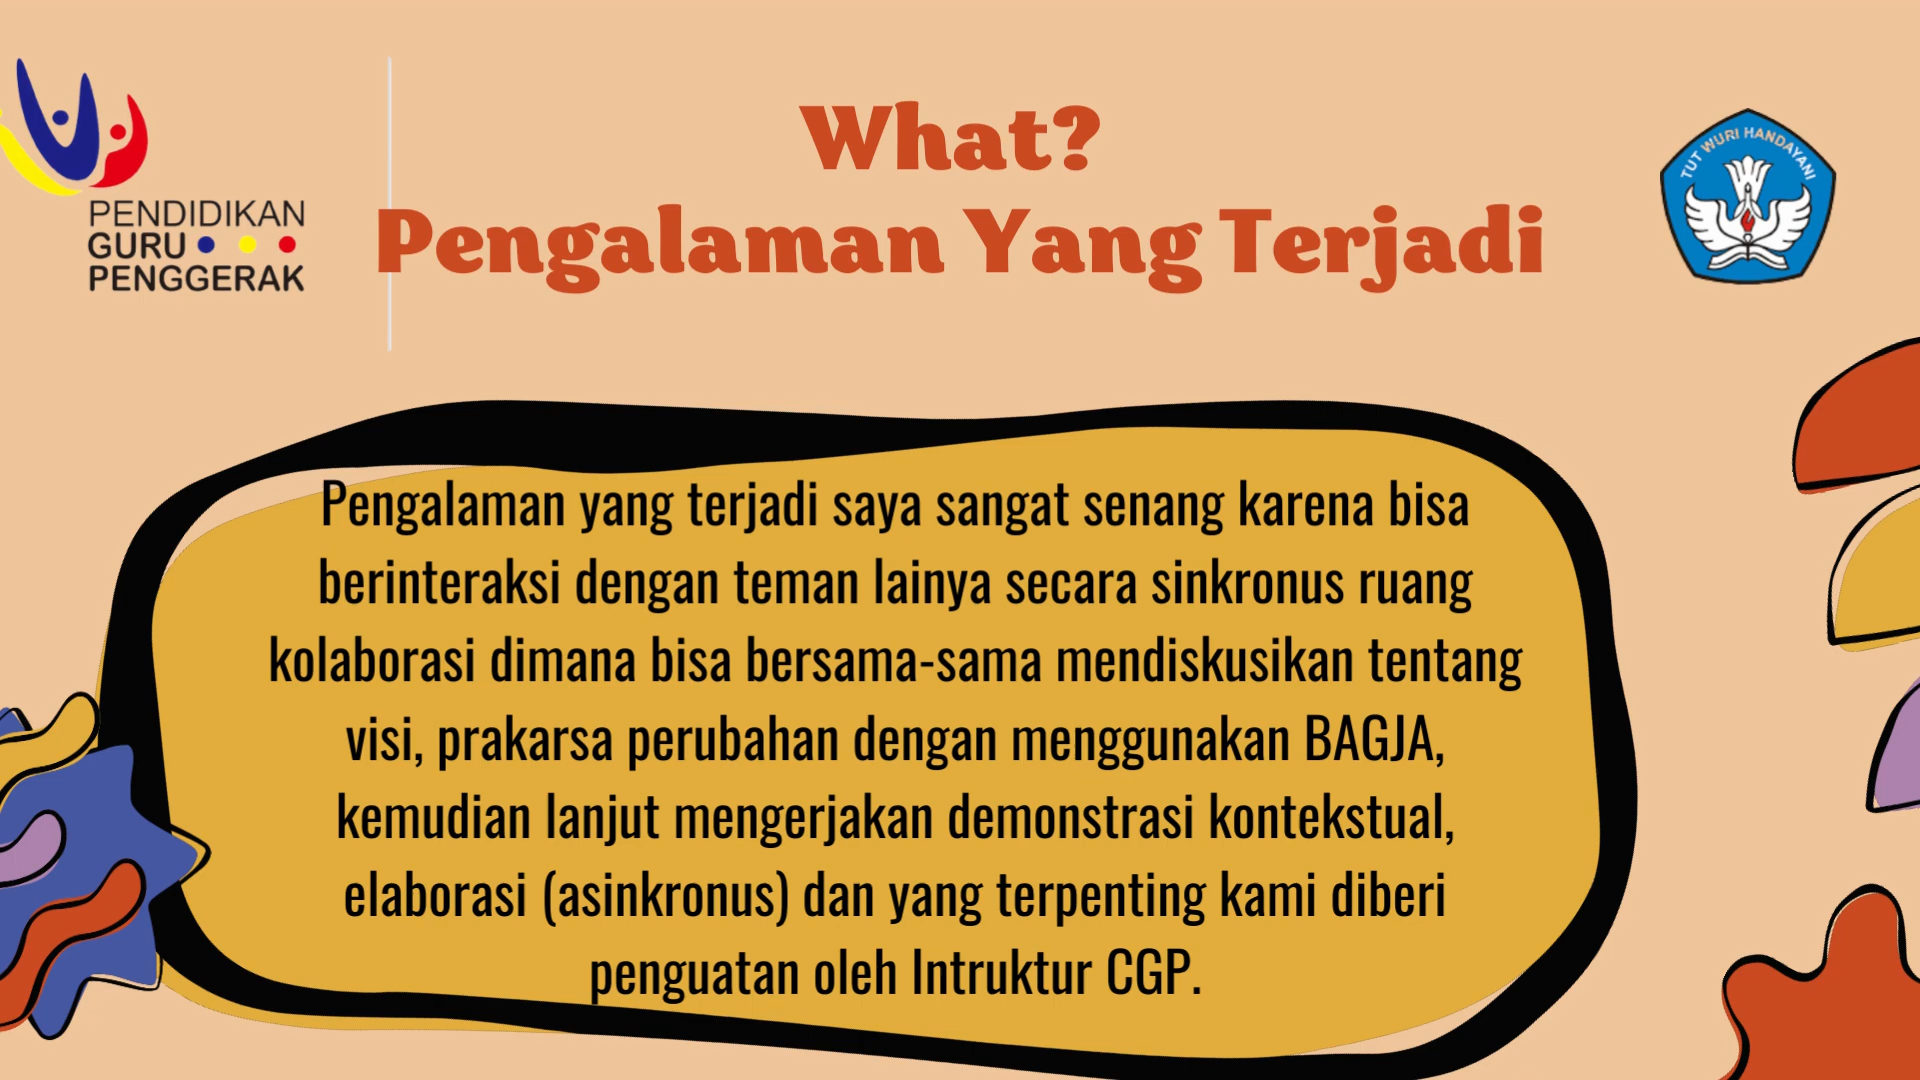 PENDIDIKAN
GURU
PENGGERAK
What?
Pengalaman Yang Terjadi
TUT WURI HANDAYANI
Pengalaman yang terjadi saya sangat senang karena bisa
berinteraksi dengan teman lainya secara sinkronus ruang
kolaborasi dimana bisa bersama-sama mendiskusikan tentang
visi, prakarsa perubahan dengan menggunakan BAGJA,
kemudian lanjut mengerjakan demonstrasi kontekstual,
elaborasi (asinkronus) dan yang terpenting kami diberi
penguatan oleh Intruktur CGP.